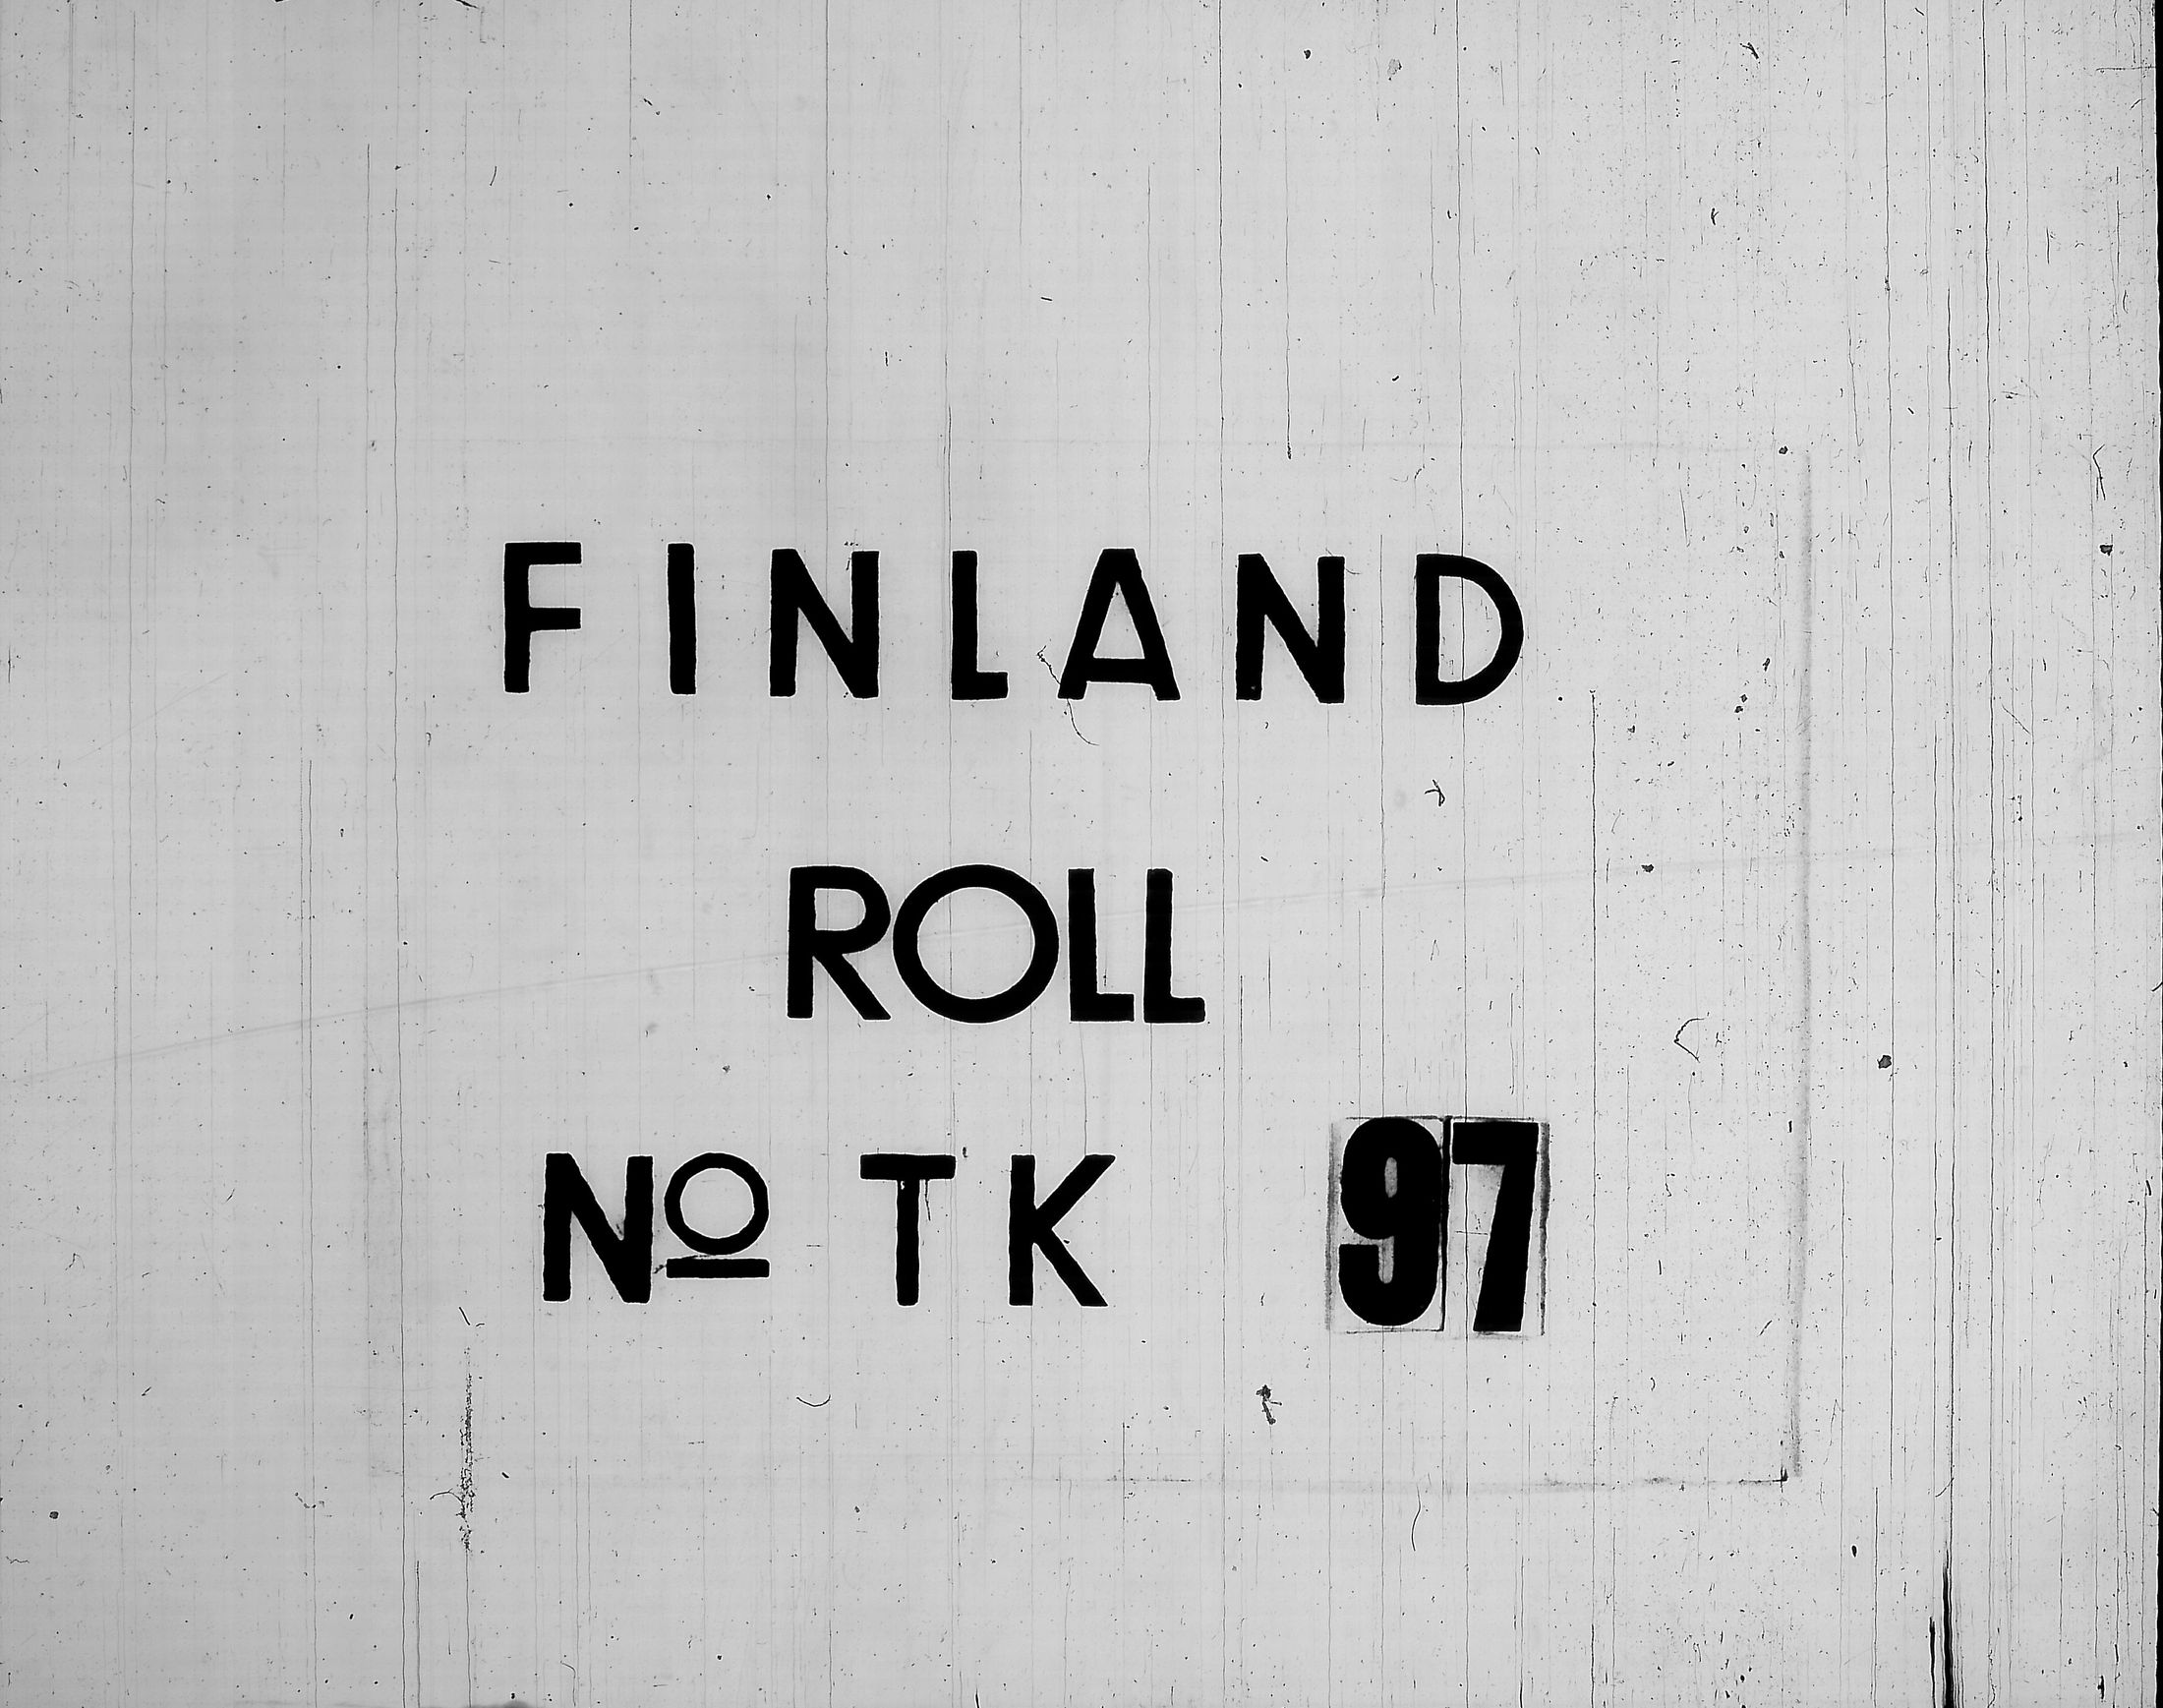 FINLAND
ROLL
Nº TK 97